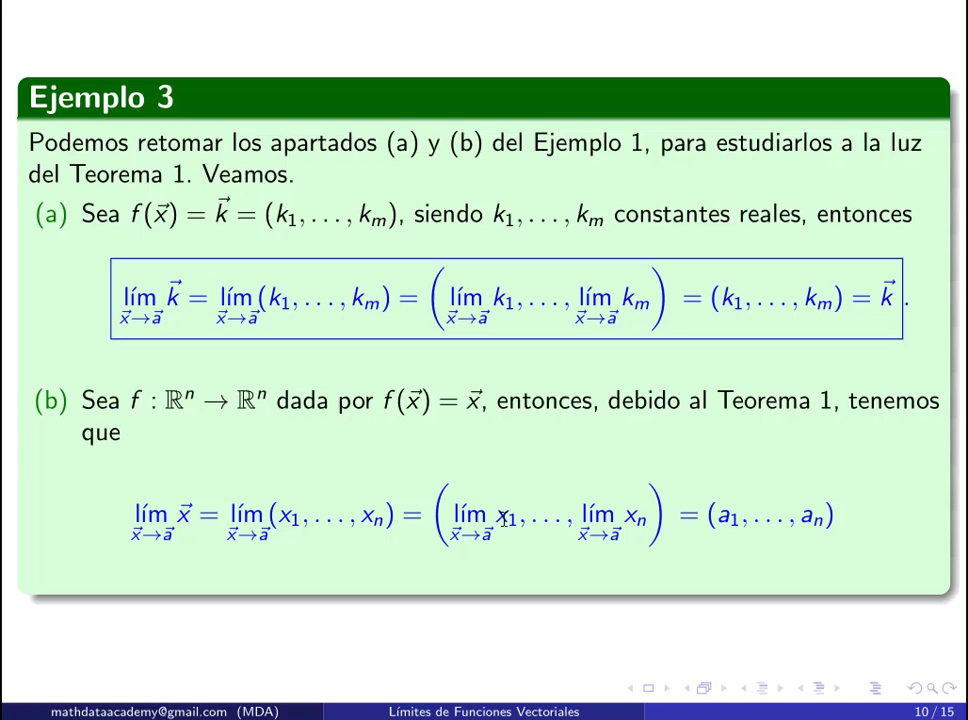 Ejemplo 3
Podemos retomar los apartados (a) y (b) del Ejemplo 1, para estudiarlos a la luz
del Teorema 1. Veamos.
(a) Sea f(x⃗) = k⃗ = (k₁, . . . , kₘ), siendo k₁, . . . , kₘ constantes reales, entonces
lím_{x⃗→a⃗} k⃗ = lím_{x⃗→a⃗} (k₁, . . . , kₘ) = (lím_{x⃗→a⃗} k₁, . . . , lím_{x⃗→a⃗} kₘ) = (k₁, . . . , kₘ) = k⃗ .
(b) Sea f : ℝⁿ → ℝⁿ dada por f(x⃗) = x⃗, entonces, debido al Teorema 1, tenemos
que
lím_{x⃗→a⃗} x⃗ = lím_{x⃗→a⃗} (x₁, . . . , xₙ) = (lím_{x⃗→a⃗} x₁, . . . , lím_{x⃗→a⃗} xₙ) = (a₁, . . . , aₙ)
mathdataacademy@gmail.com (MDA) Límites de Funciones Vectoriales 10 / 15